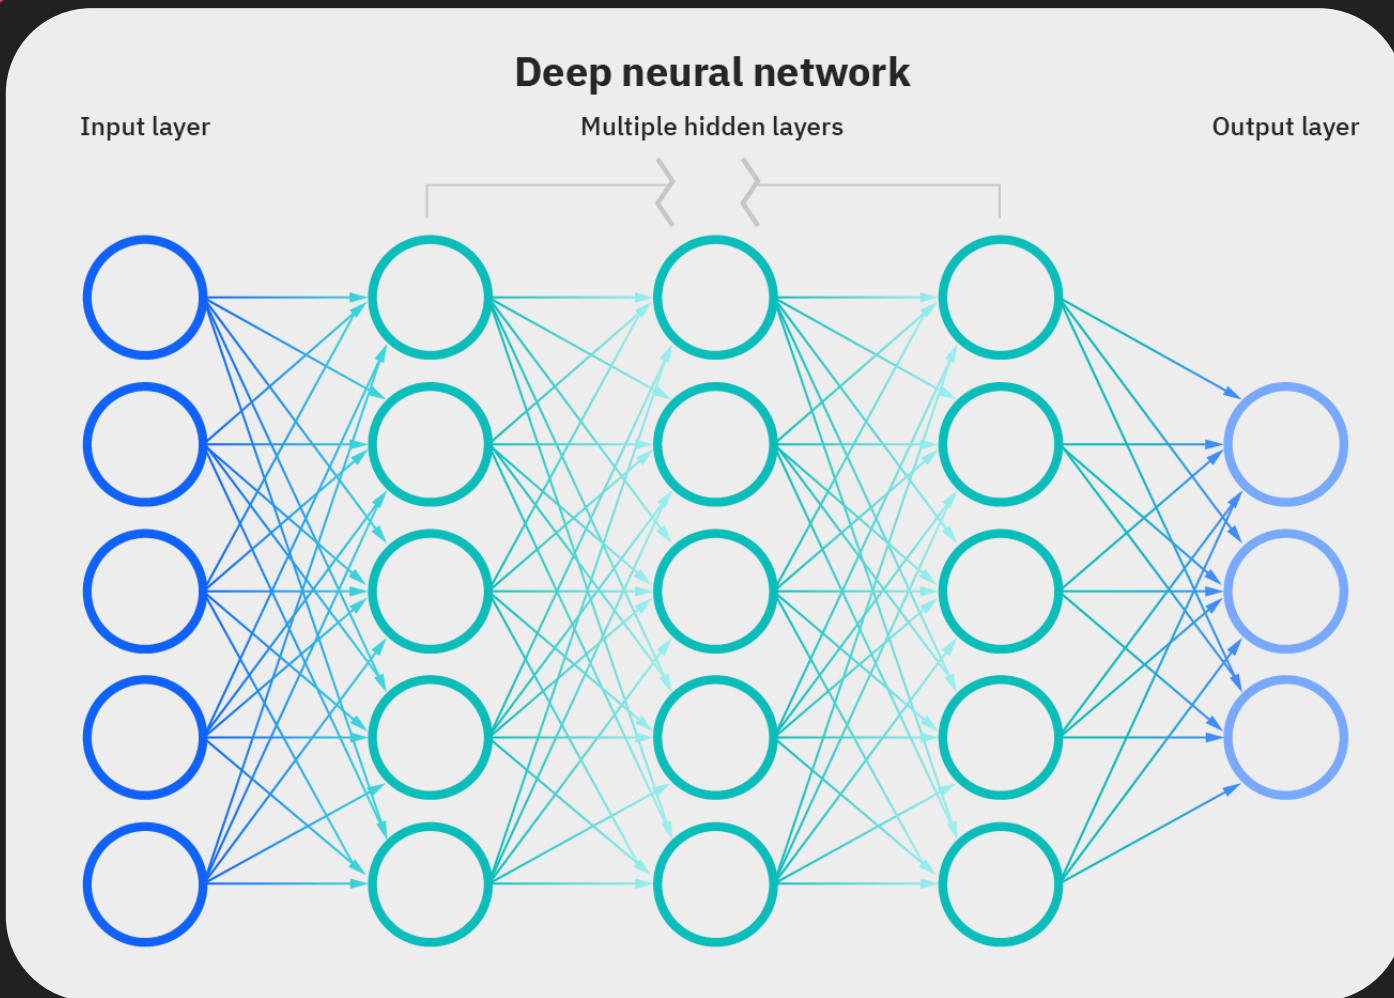 Deep neural network
Input layer
Multiple hidden layers
Output layer